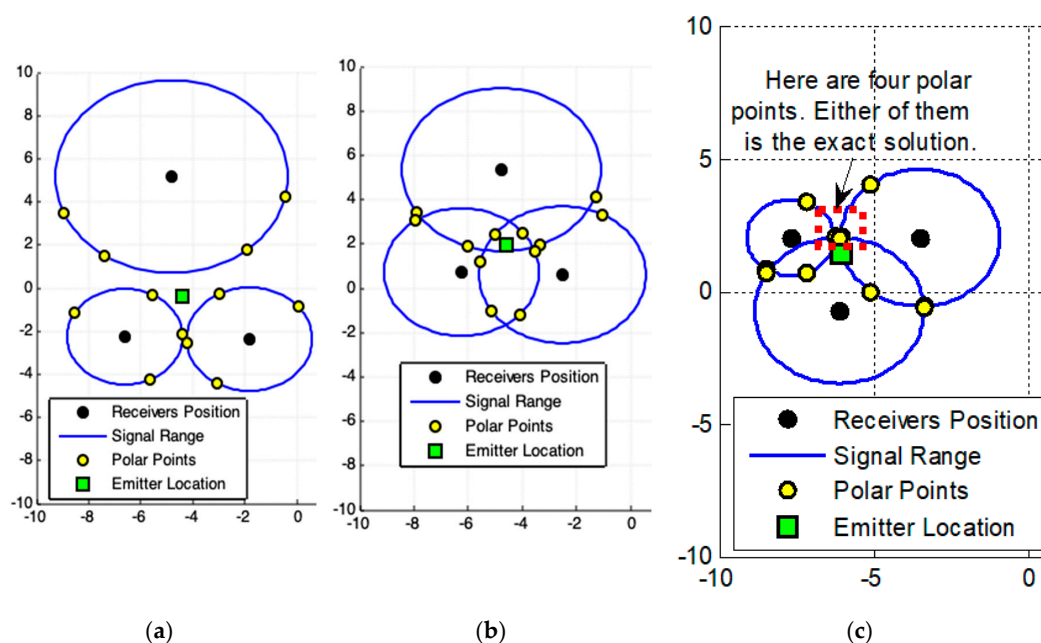 10
8
6
4
2
0
-2
-4
-6
-8
-10
-10 -8 -6 -4 -2 0
Receivers Position
Signal Range
Polar Points
Emitter Location
(a)
10
8
6
4
2
0
-2
-4
-6
-8
-10
-10 -8 -6 -4 -2 0
Receivers Position
Signal Range
Polar Points
Emitter Location
(b)
10
5
0
-5
-10
-10 -5 0
Here are four polar
points. Either of them
is the exact solution.
Receivers Position
Signal Range
Polar Points
Emitter Location
(c)